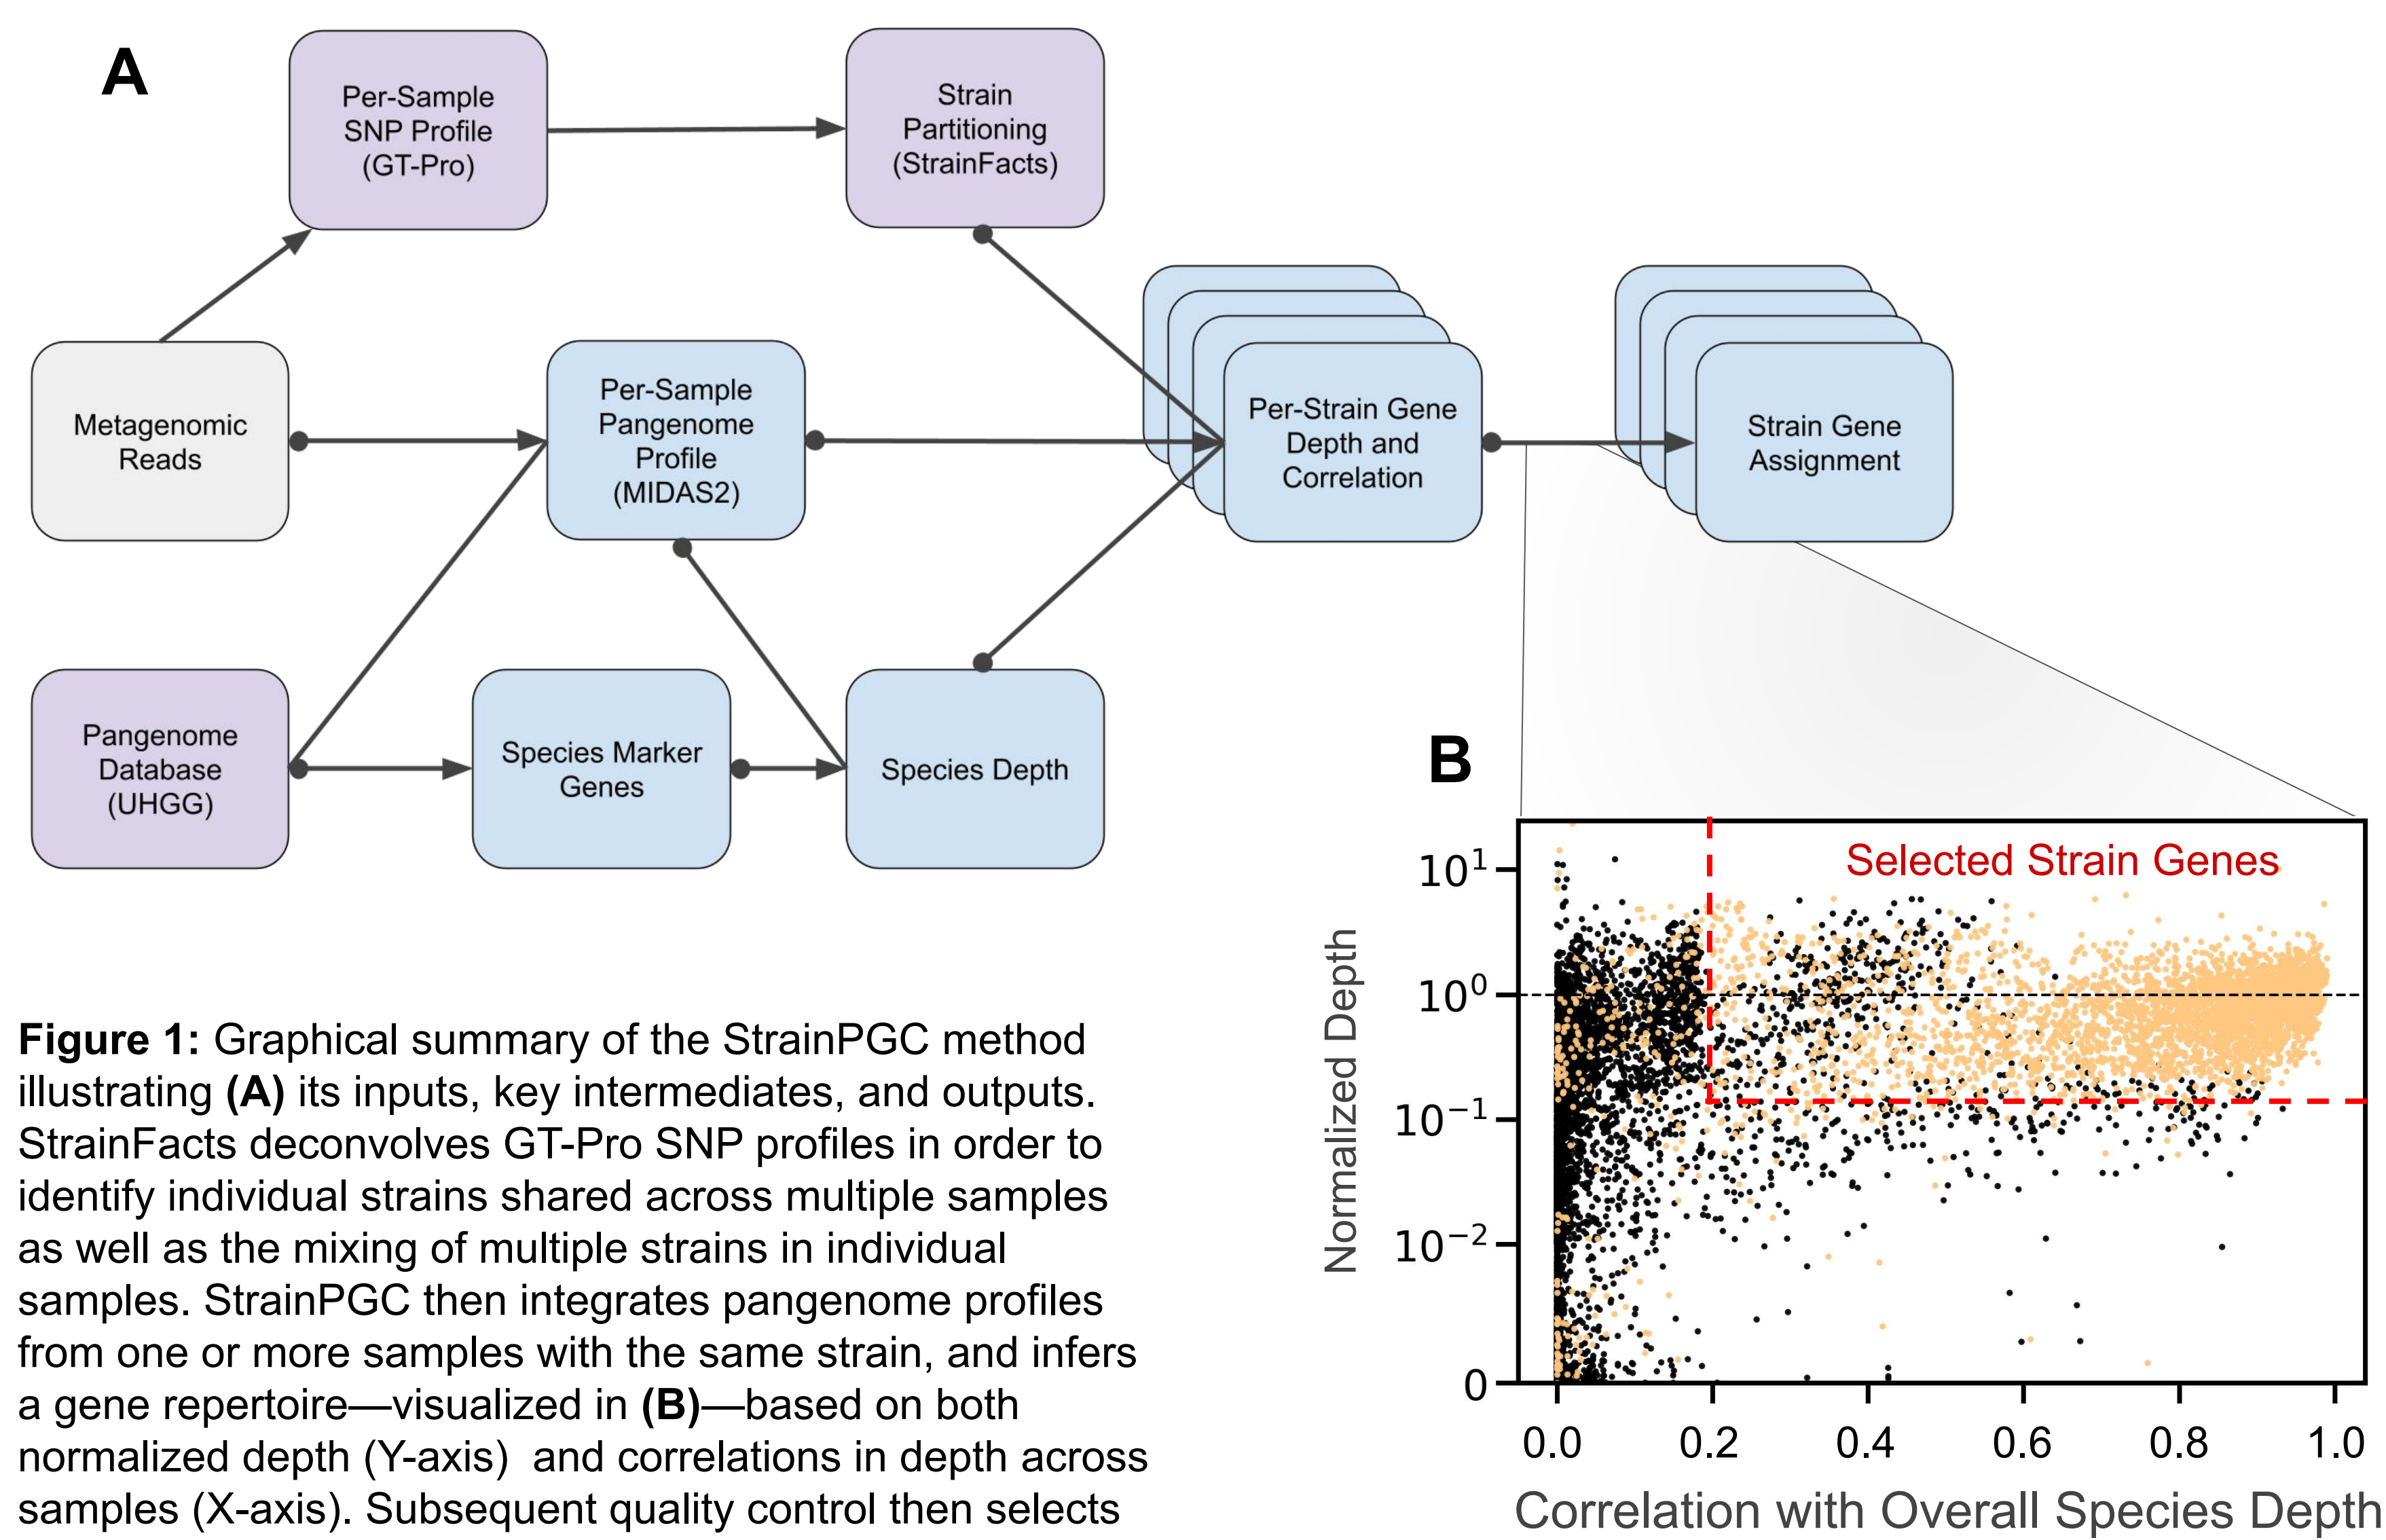 A
Per-Sample
SNP Profile
(GT-Pro)
Strain
Partitioning
(StrainFacts)
Metagenomic
Reads
Per-Sample
Pangenome
Profile
(MIDAS2)
Per-Strain Gene
Depth and
Correlation
Strain Gene
Assignment
Pangenome
Database
(UHGG)
Species Marker
Genes
Species Depth
B
Selected Strain Genes
Normalized Depth
10¹
10⁰
10⁻¹
10⁻²
0
0.0 0.2 0.4 0.6 0.8 1.0
Correlation with Overall Species Depth
Figure 1: Graphical summary of the StrainPGC method
illustrating (A) its inputs, key intermediates, and outputs.
StrainFacts deconvolves GT-Pro SNP profiles in order to
identify individual strains shared across multiple samples
as well as the mixing of multiple strains in individual
samples. StrainPGC then integrates pangenome profiles
from one or more samples with the same strain, and infers
a gene repertoire—visualized in (B)—based on both
normalized depth (Y-axis) and correlations in depth across
samples (X-axis). Subsequent quality control then selects